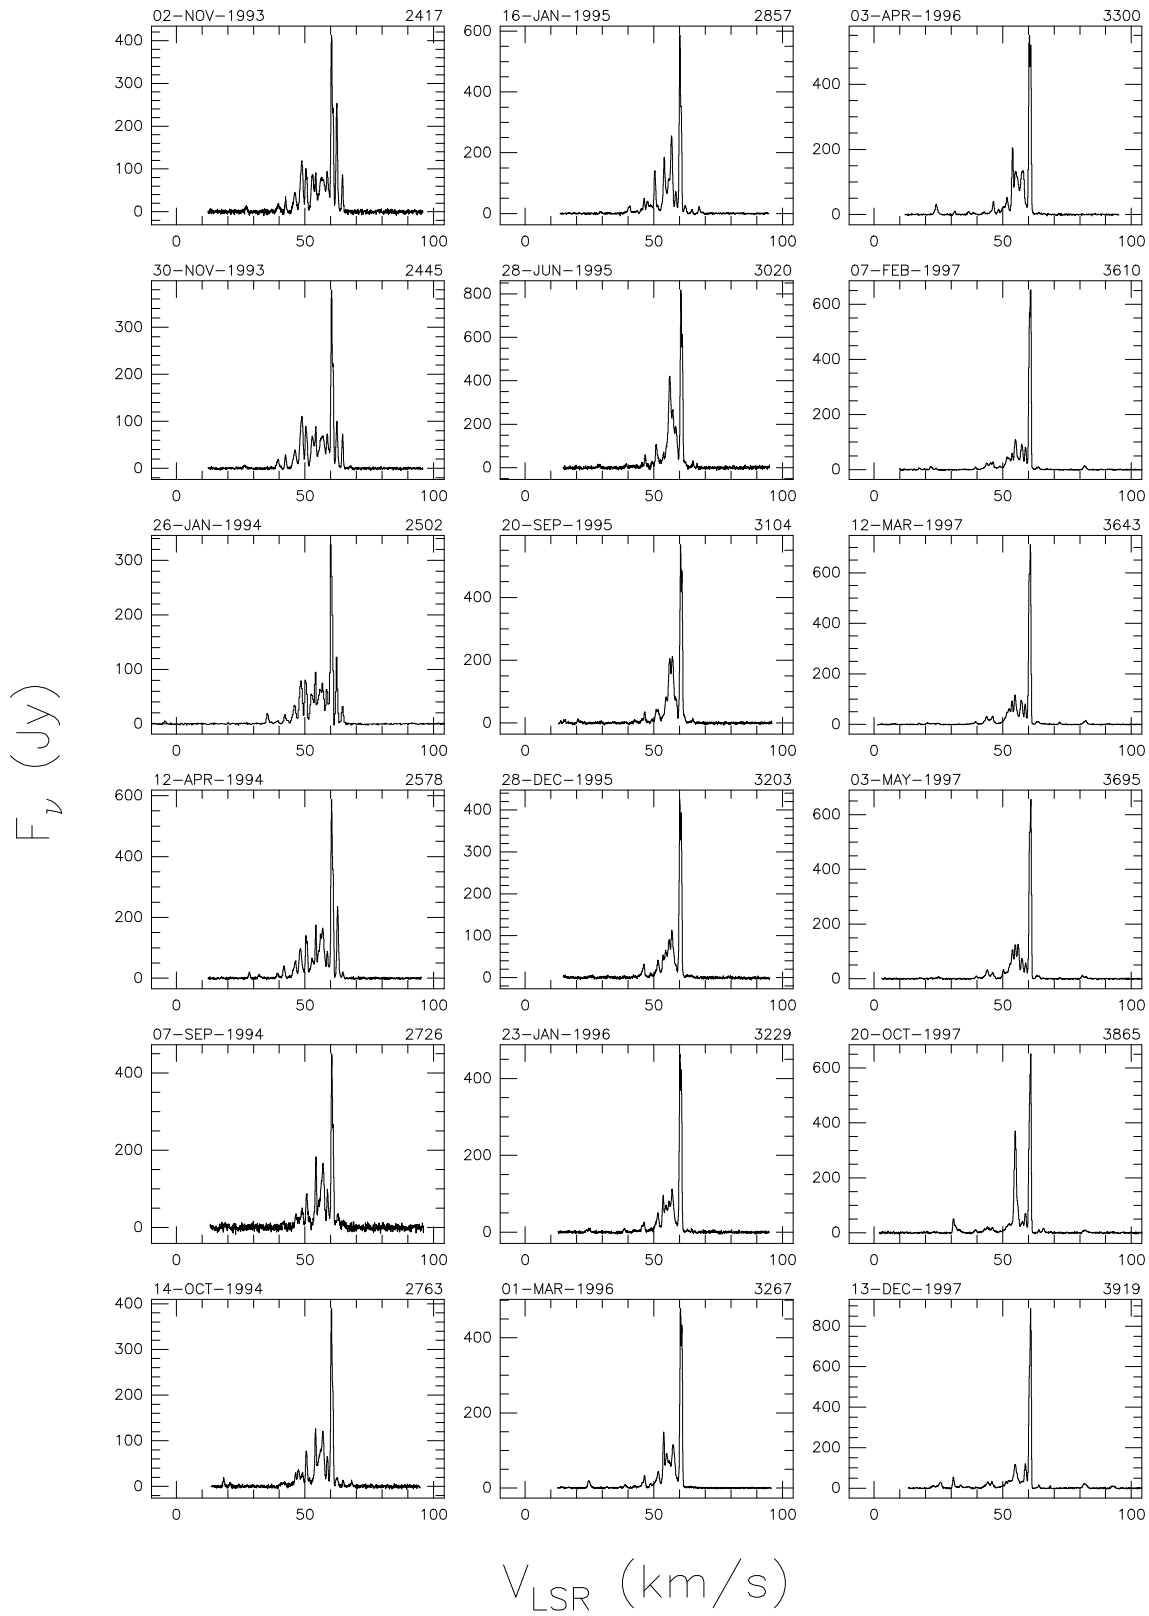 02-NOV-1993 2417
400
300
200
100
0
0 50 100
16-JAN-1995 2857
600
400
200
0
0 50 100
03-APR-1996 3300
400
200
0
0 50 100
30-NOV-1993 2445
300
200
100
0
0 50 100
28-JUN-1995 3020
800
600
400
200
0
0 50 100
07-FEB-1997 3610
600
400
200
0
0 50 100
26-JAN-1994 2502
300
200
100
0
0 50 100
20-SEP-1995 3104
400
200
0
0 50 100
12-MAR-1997 3643
600
400
200
0
0 50 100
12-APR-1994 2578
600
400
200
0
0 50 100
28-DEC-1995 3203
400
300
200
100
0
0 50 100
03-MAY-1997 3695
600
400
200
0
0 50 100
07-SEP-1994 2726
400
200
0
0 50 100
23-JAN-1996 3229
400
200
0
0 50 100
20-OCT-1997 3865
600
400
200
0
0 50 100
14-OCT-1994 2763
400
300
200
100
0
0 50 100
01-MAR-1996 3267
400
200
0
0 50 100
13-DEC-1997 3919
800
600
400
200
0
0 50 100
Fν (Jy)
VLSR (km/s)